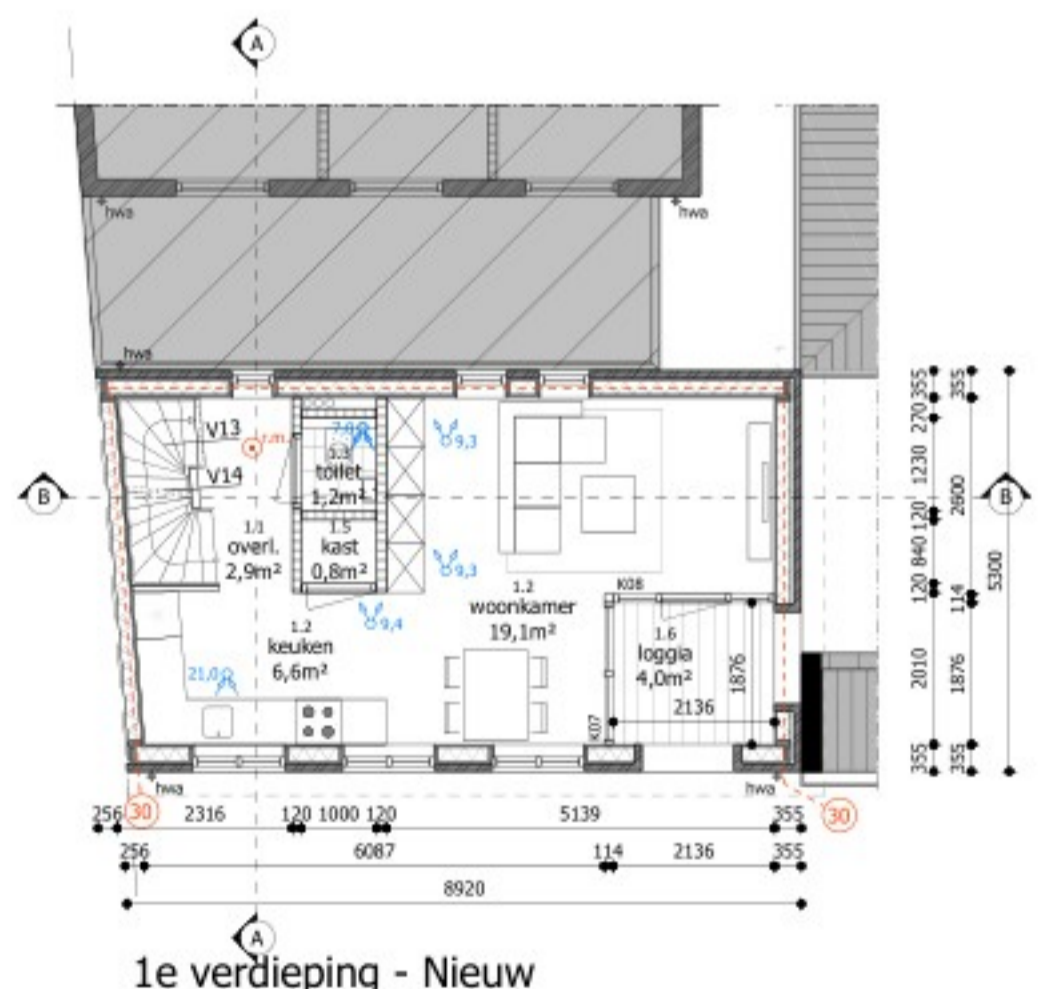 A
hwa
hwa
hwa
V13
r.m.
7,0
9,3
V14
1.3
toilet
1,2m²
B
B
1.1
overl.
2,9m²
1.5
kast
0,8m²
9,3
1.2
woonkamer
19,1m²
K08
9,4
1.2
keuken
6,6m²
21,0
1.6
loggia
4,0m²
1876
2136
K07
355
270
1230
120
840
120
2010
355
355
2600
114
1876
355
5300
hwa
hwa
30
30
256 2316 120 1000 120 5139 355
256 6087 114 2136 355
8920
A
1e verdieping - Nieuw